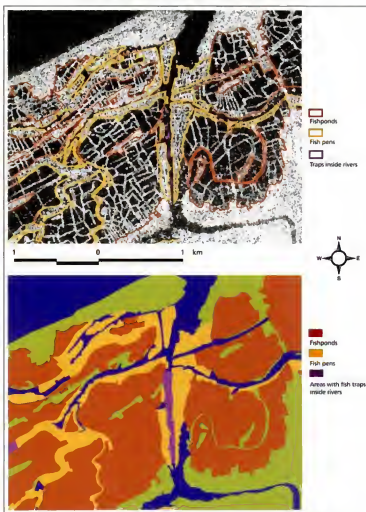 Fishponds
Fish pens
Traps inside rivers
1 0 1 km
N
W E
S
Fishponds
Fish pens
Areas with fish traps
inside rivers